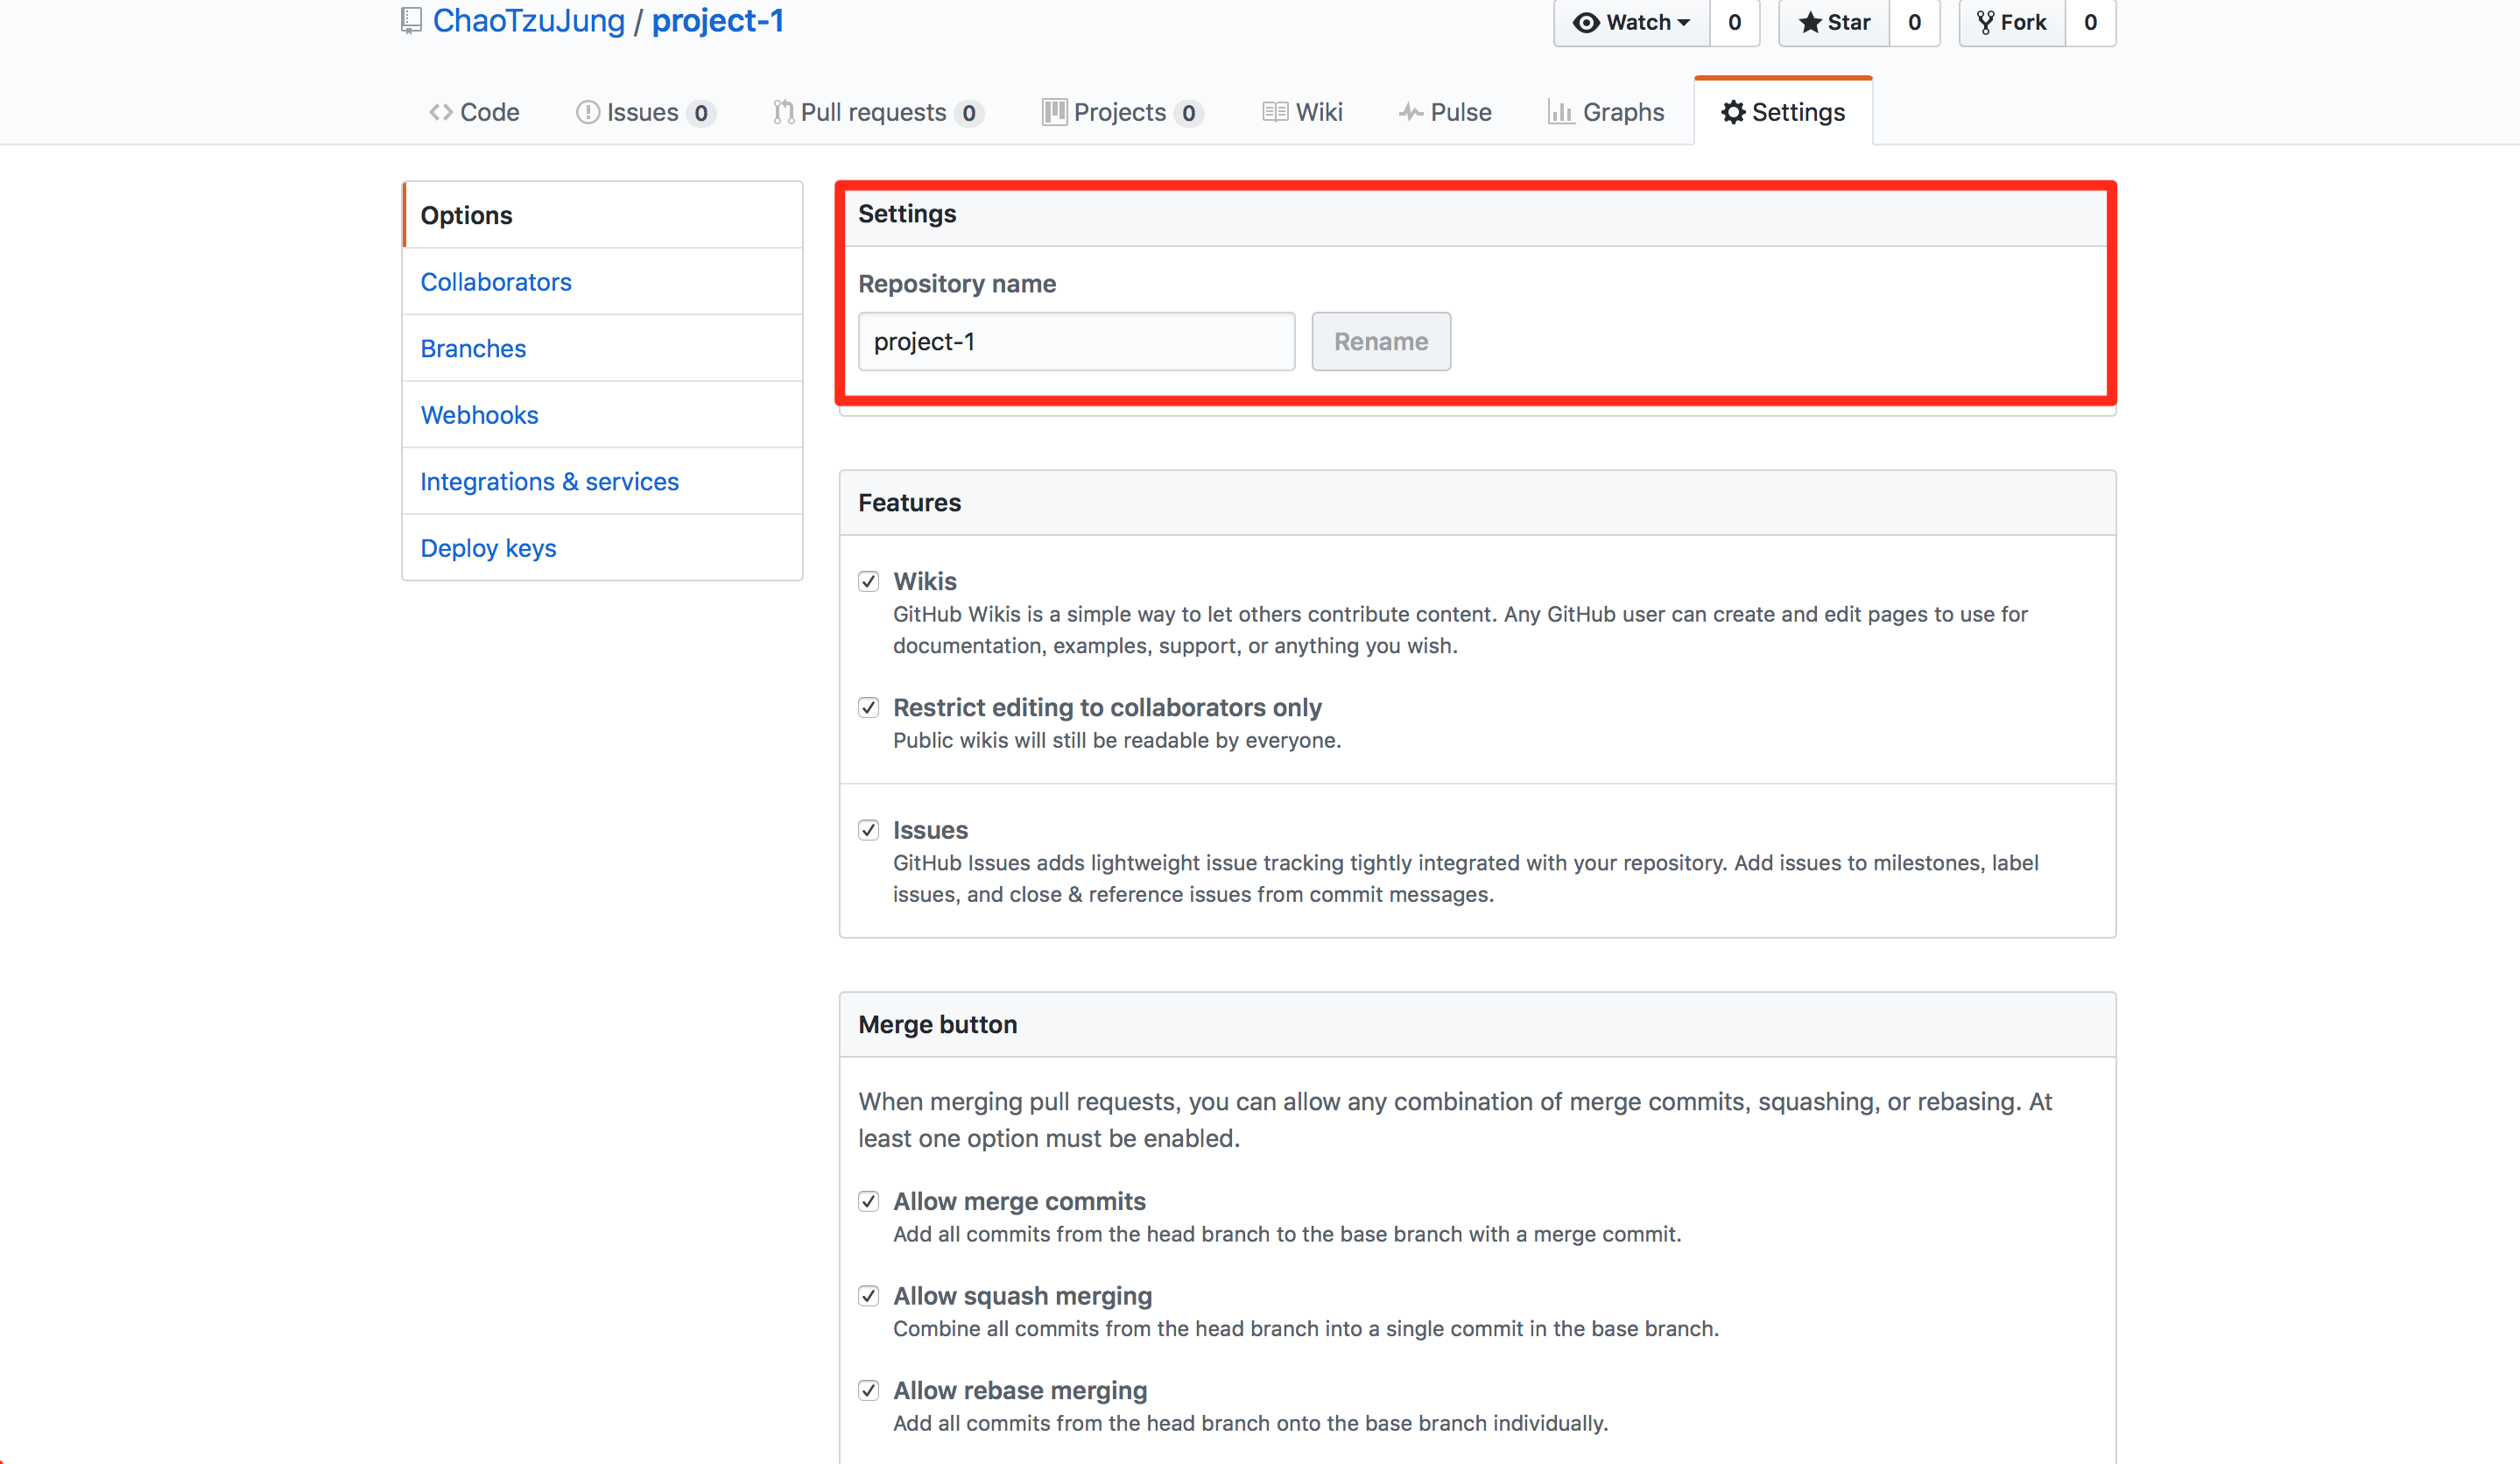 ChaoTzuJung / project-1
Watch 0 Star 0 Fork 0
Code Issues 0 Pull requests 0 Projects 0 Wiki Pulse Graphs Settings
Options
Collaborators
Branches
Webhooks
Integrations & services
Deploy keys
Settings
Repository name
project-1 Rename
Features
Wikis
GitHub Wikis is a simple way to let others contribute content. Any GitHub user can create and edit pages to use for
documentation, examples, support, or anything you wish.
Restrict editing to collaborators only
Public wikis will still be readable by everyone.
Issues
GitHub Issues adds lightweight issue tracking tightly integrated with your repository. Add issues to milestones, label
issues, and close & reference issues from commit messages.
Merge button
When merging pull requests, you can allow any combination of merge commits, squashing, or rebasing. At
least one option must be enabled.
Allow merge commits
Add all commits from the head branch to the base branch with a merge commit.
Allow squash merging
Combine all commits from the head branch into a single commit in the base branch.
Allow rebase merging
Add all commits from the head branch onto the base branch individually.